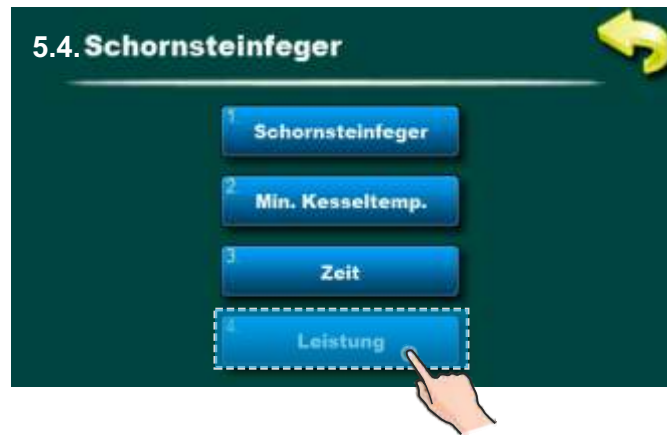 5.4. Schornsteinfeger
1
Schornsteinfeger
2
Min. Kesseltemp.
3
Zeit
4
Leistung